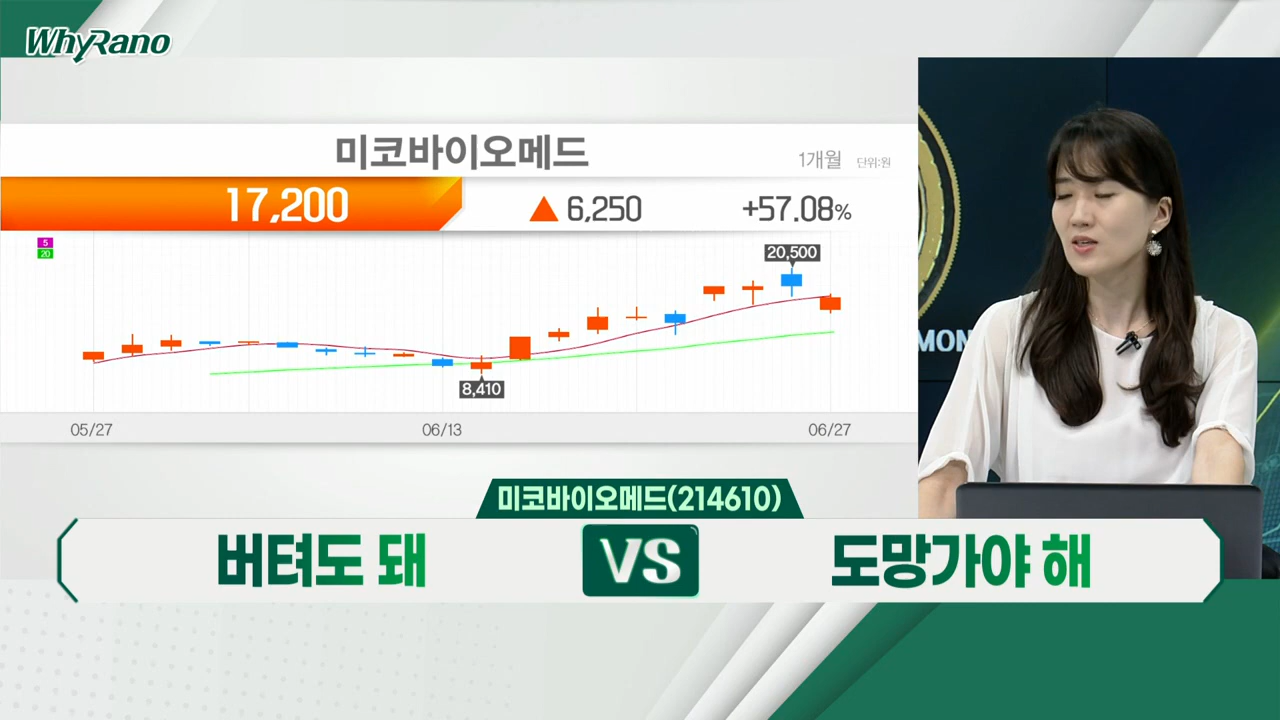 WhyRano
미코바이오메드
1개월 단위:원
17,200 ▲ 6,250 +57.08%
5
20
20,500
8,410
05/27 06/13 06/27
MON
미코바이오메드(214610)
버텨도 돼 VS 도망가야 해